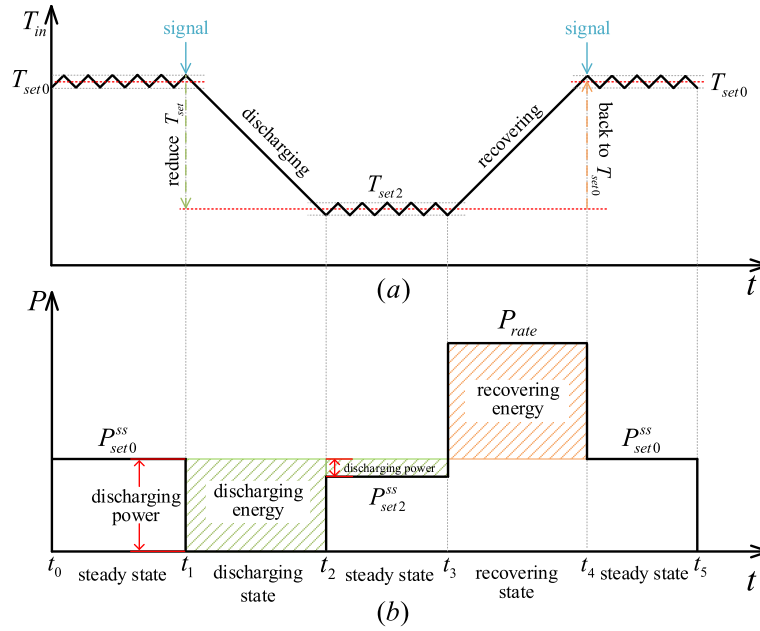 T_in
signal
signal
T_set0
T_set0
reduce T_set
discharging
T_set2
recovering
back to T_set0
t
(a)
P
P_rate
recovering
energy
P^ss_set0
P^ss_set0
discharging power
discharging
power
discharging
energy
P^ss_set2
t_0
t_1
t_2
t_3
t_4
t_5
t
steady state
discharging
state
steady state
recovering
state
steady state
(b)